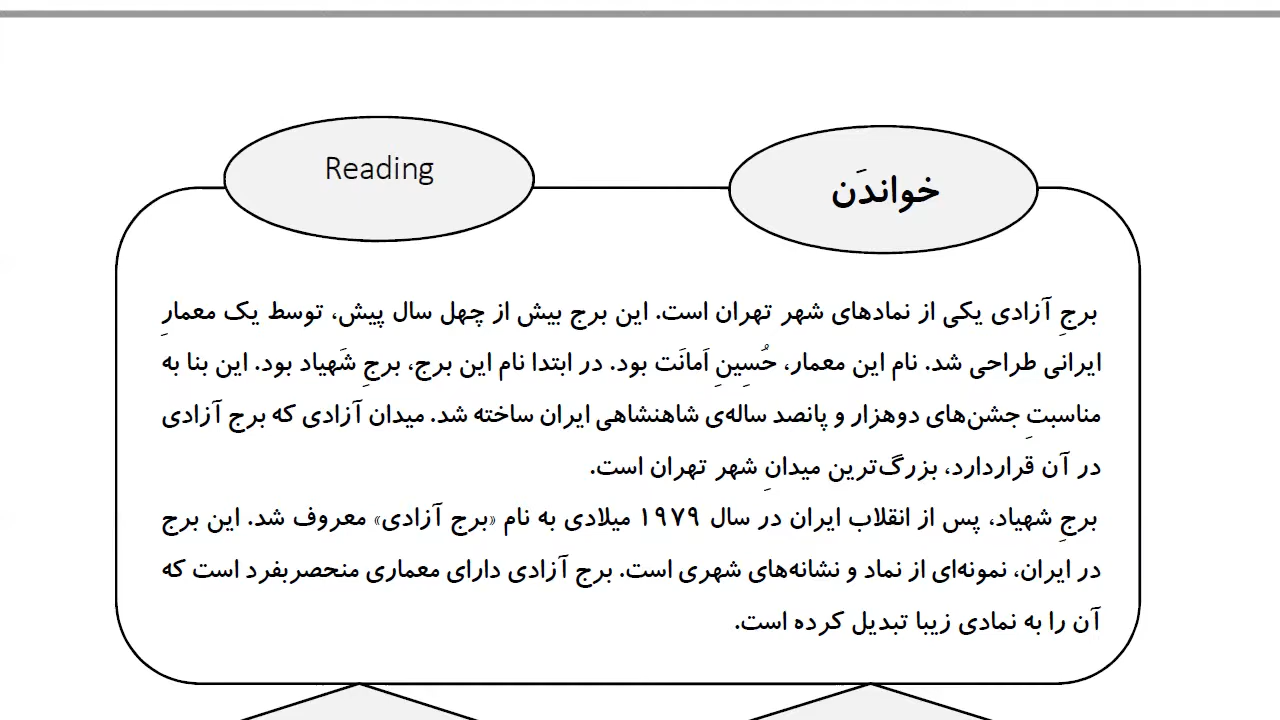 Reading
خواندَن
برجِ آزادی یکی از نمادهای شهر تهران است. این برج بیش از چهل سال پیش، توسط یک معمارِ
ایرانی طراحی شد. نام این معمار، حُسِینِ اَمانَت بود. در ابتدا نام این برج، برجِ شَهیاد بود. این بنا به
مناسبتِ جشن‌های دوهزار و پانصد ساله‌ی شاهنشاهی ایران ساخته شد. میدان آزادی که برج آزادی
در آن قراردارد، بزرگ‌ترین میدانِ شهر تهران است.
برجِ شهیاد، پس از انقلاب ایران در سال ۱۹۷۹ میلادی به نام «برج آزادی» معروف شد. این برج
در ایران، نمونه‌ای از نماد و نشانه‌های شهری است. برج آزادی دارای معماری منحصربفرد است که
آن را به نمادی زیبا تبدیل کرده است.